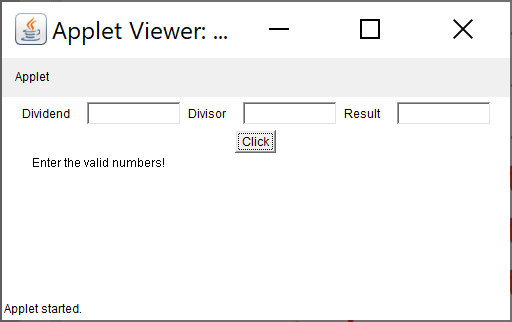 Applet Viewer: ...
Applet
Dividend Divisor Result
Click
Enter the valid numbers!
Applet started.